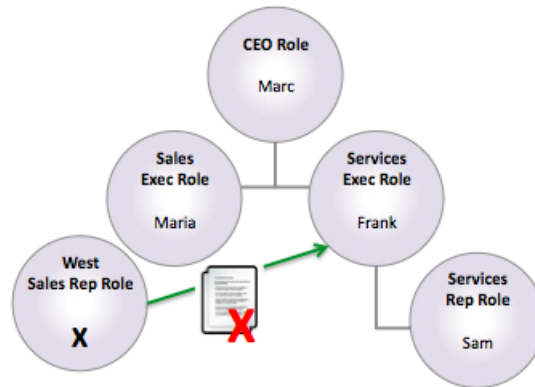 CEO Role
Marc
Sales
Exec Role
Maria
Services
Exec Role
Frank
West
Sales Rep Role
X
X
Services
Rep Role
Sam